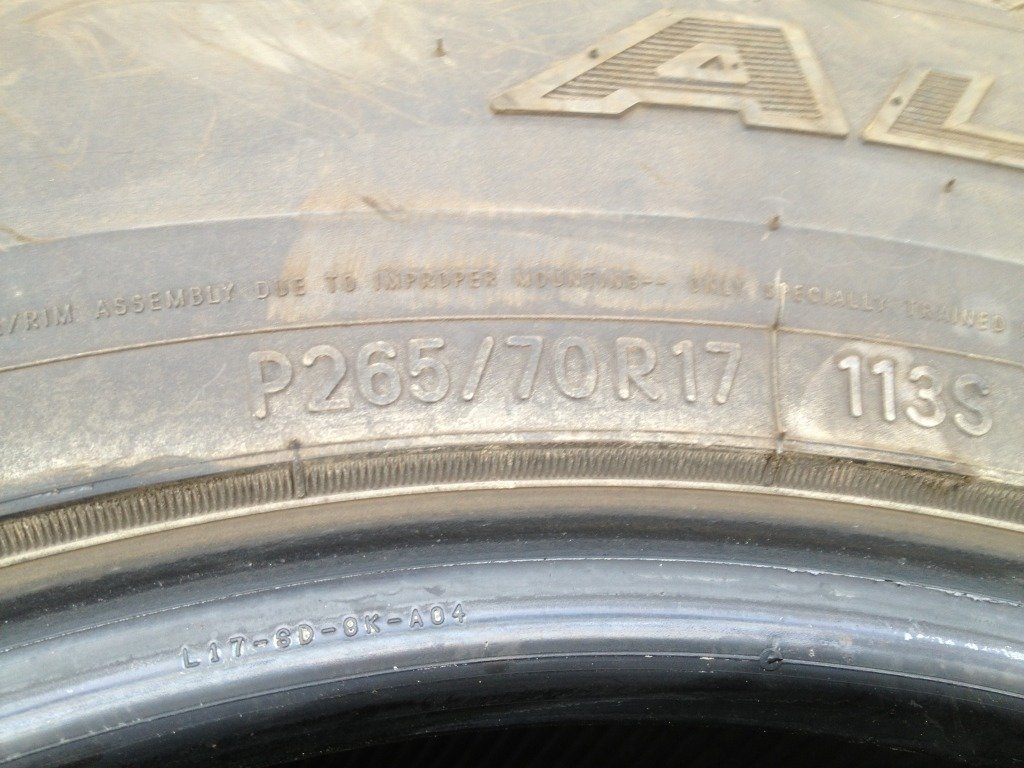 AL
/RIM ASSEMBLY DUE TO IMPROPER MOUNTING-- ONLY SPECIALLY TRAINED
P265/70R17 113S
L17-6D-8K-A04